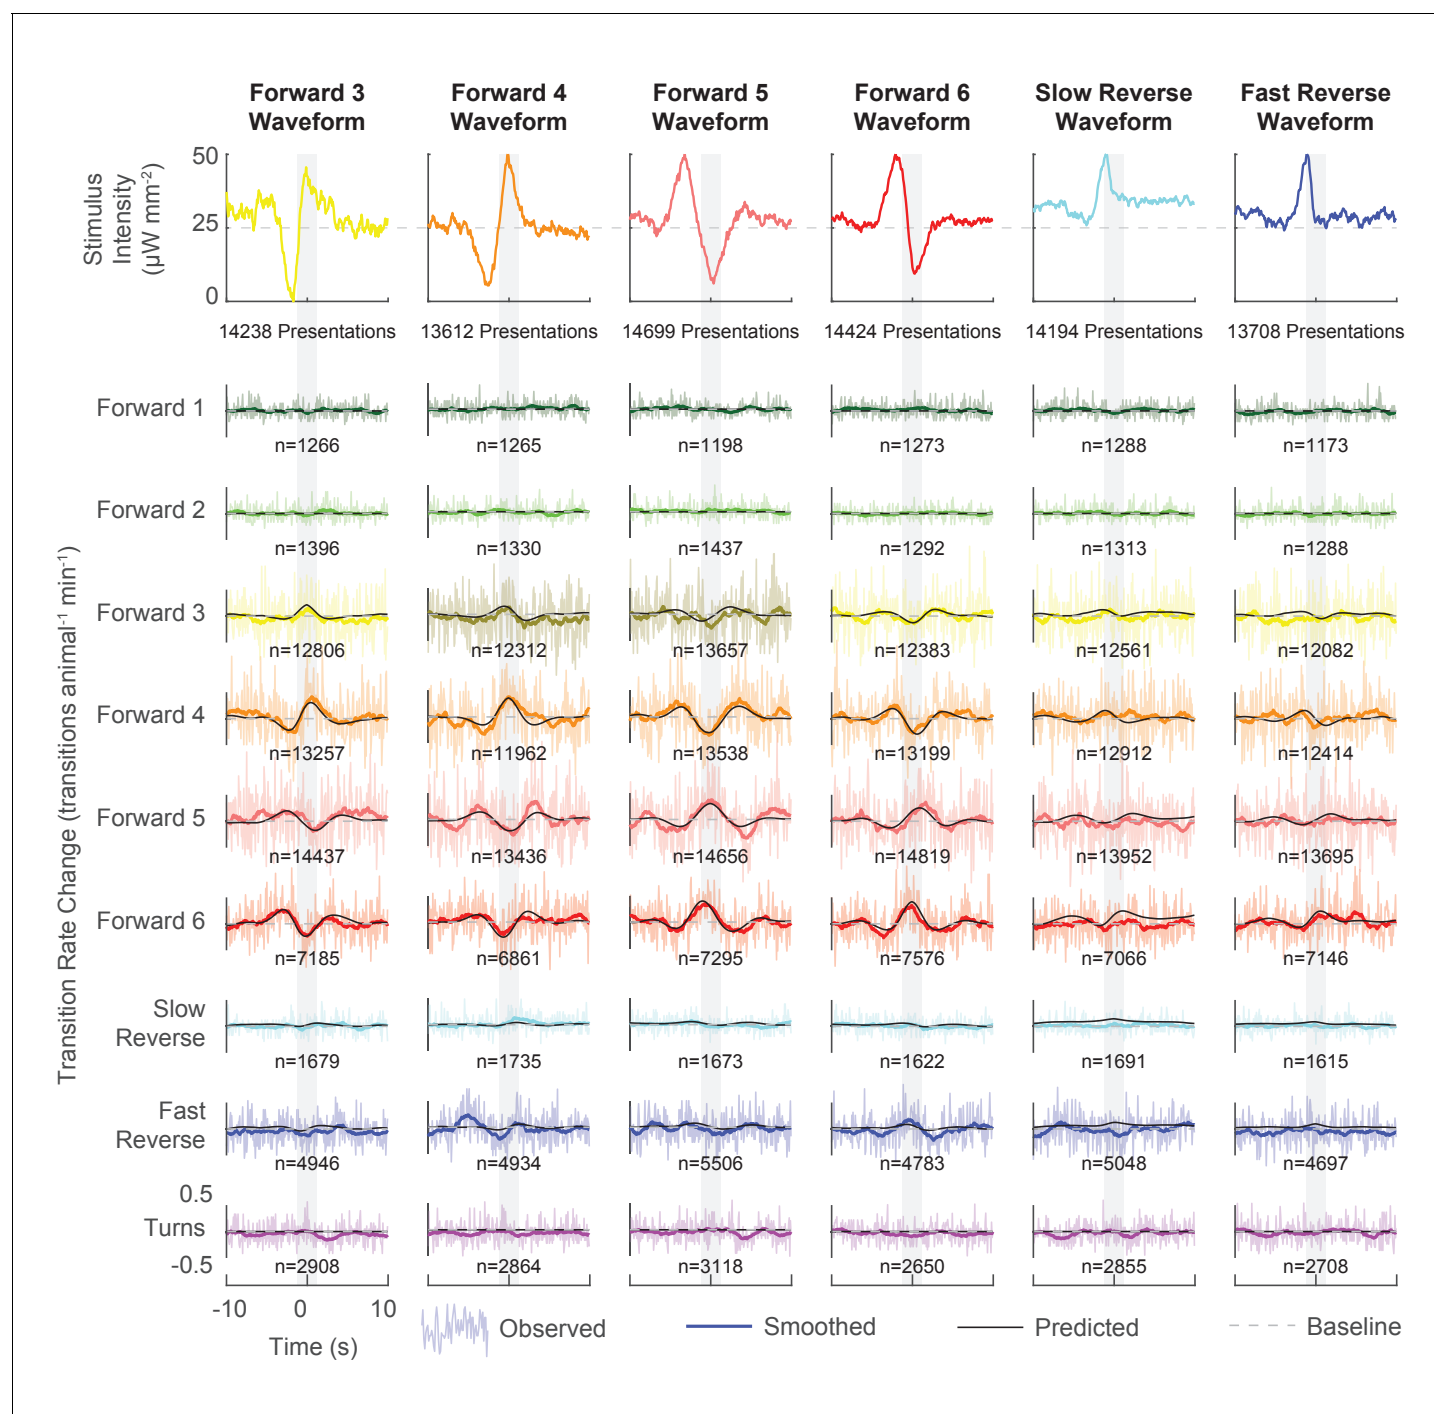 Forward 3 Waveform
Forward 4 Waveform
Forward 5 Waveform
Forward 6 Waveform
Slow Reverse Waveform
Fast Reverse Waveform
Stimulus Intensity (µW mm⁻²)
50
25
0
14238 Presentations
13612 Presentations
14699 Presentations
14424 Presentations
14194 Presentations
13708 Presentations
Transition Rate Change (transitions animal⁻¹ min⁻¹)
Forward 1
n=1266
n=1265
n=1198
n=1273
n=1288
n=1173
Forward 2
n=1396
n=1330
n=1437
n=1292
n=1313
n=1288
Forward 3
n=12806
n=12312
n=13657
n=12383
n=12561
n=12082
Forward 4
n=13257
n=11962
n=13538
n=13199
n=12912
n=12414
Forward 5
n=14437
n=13436
n=14656
n=14819
n=13952
n=13695
Forward 6
n=7185
n=6861
n=7295
n=7576
n=7066
n=7146
Slow Reverse
n=1679
n=1735
n=1673
n=1622
n=1691
n=1615
Fast Reverse
n=4946
n=4934
n=5506
n=4783
n=5048
n=4697
0.5
Turns
-0.5
n=2908
n=2864
n=3118
n=2650
n=2855
n=2708
-10
0
10
Time (s)
Observed
Smoothed
Predicted
Baseline